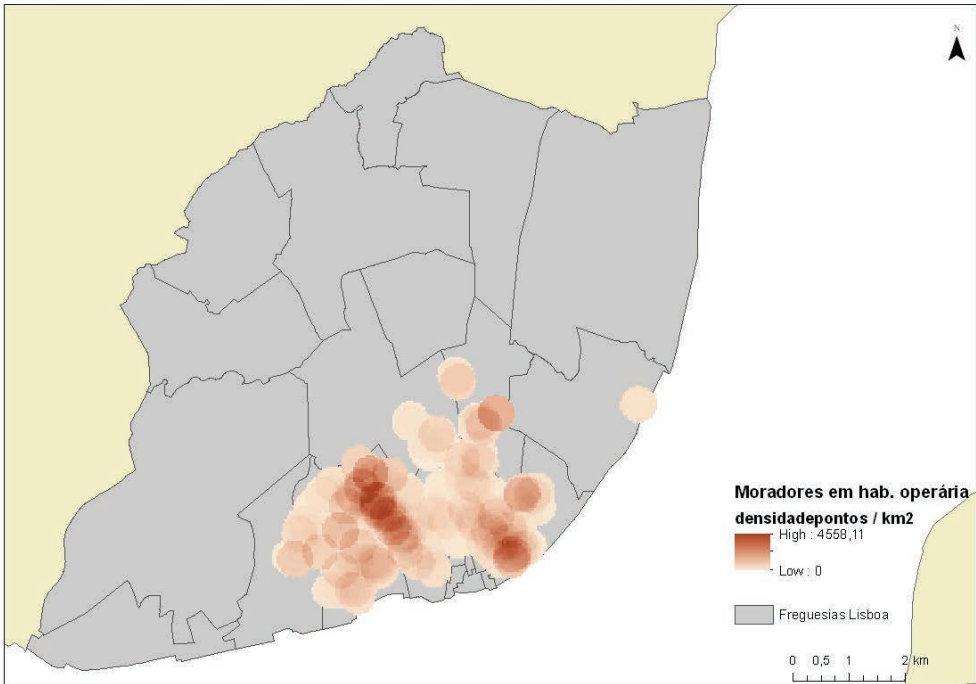 N
Moradores em hab. operária
densidadepontos / km2
High : 4558,11
Low : 0
Freguesias Lisboa
0 0,5 1 2 km